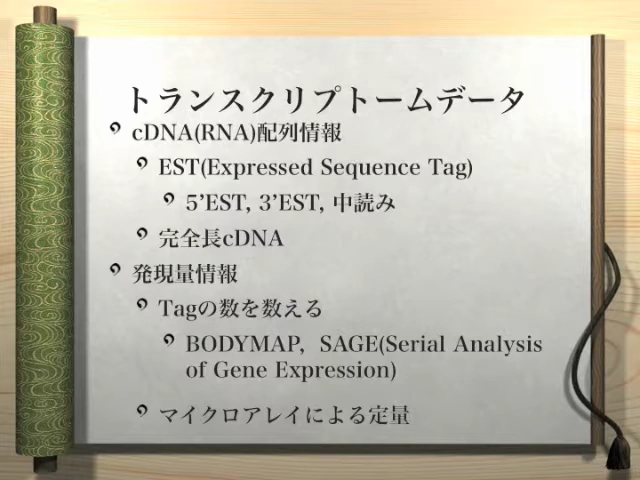 トランスクリプトームデータ
cDNA(RNA)配列情報
EST(Expressed Sequence Tag)
5’EST, 3’EST, 中読み
完全長cDNA
発現量情報
Tagの数を数える
BODYMAP, SAGE(Serial Analysis
of Gene Expression)
マイクロアレイによる定量